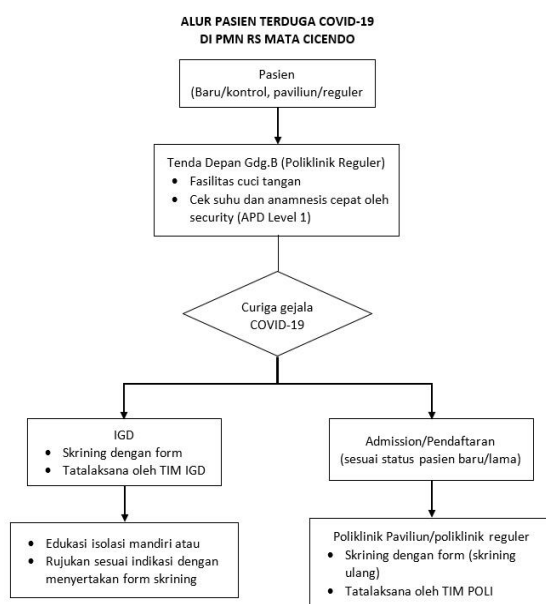 ALUR PASIEN TERDUGA COVID-19
DI PMN RS MATA CICENDO
Pasien
(Baru/kontrol, paviliun/reguler
Tenda Depan Gdg.B (Poliklinik Reguler)
• Fasilitas cuci tangan
• Cek suhu dan anamnesis cepat oleh
security (APD Level 1)
Curiga gejala
COVID-19
IGD
• Skrining dengan form
• Tatalaksana oleh TIM IGD
Admission/Pendaftaran
(sesuai status pasien baru/lama)
• Edukasi isolasi mandiri atau
• Rujukan sesuai indikasi dengan
menyertakan form skrining
Poliklinik Paviliun/poliklinik reguler
• Skrining dengan form (skrining
ulang)
• Tatalaksana oleh TIM POLI